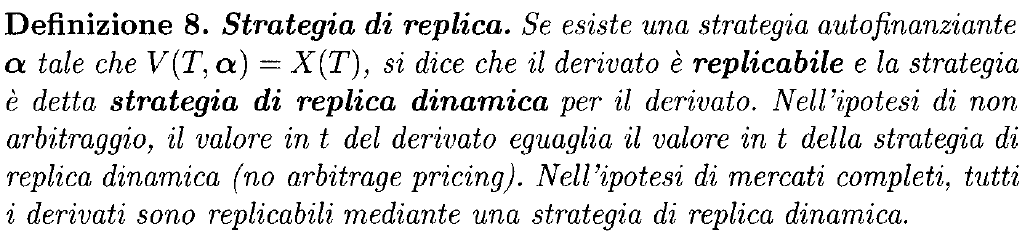 Definizione 8. Strategia di replica. Se esiste una strategia autofinanziante
α tale che V(T, α) = X(T), si dice che il derivato è replicabile e la strategia
è detta strategia di replica dinamica per il derivato. Nell'ipotesi di non
arbitraggio, il valore in t del derivato eguaglia il valore in t della strategia di
replica dinamica (no arbitrage pricing). Nell'ipotesi di mercati completi, tutti
i derivati sono replicabili mediante una strategia di replica dinamica.